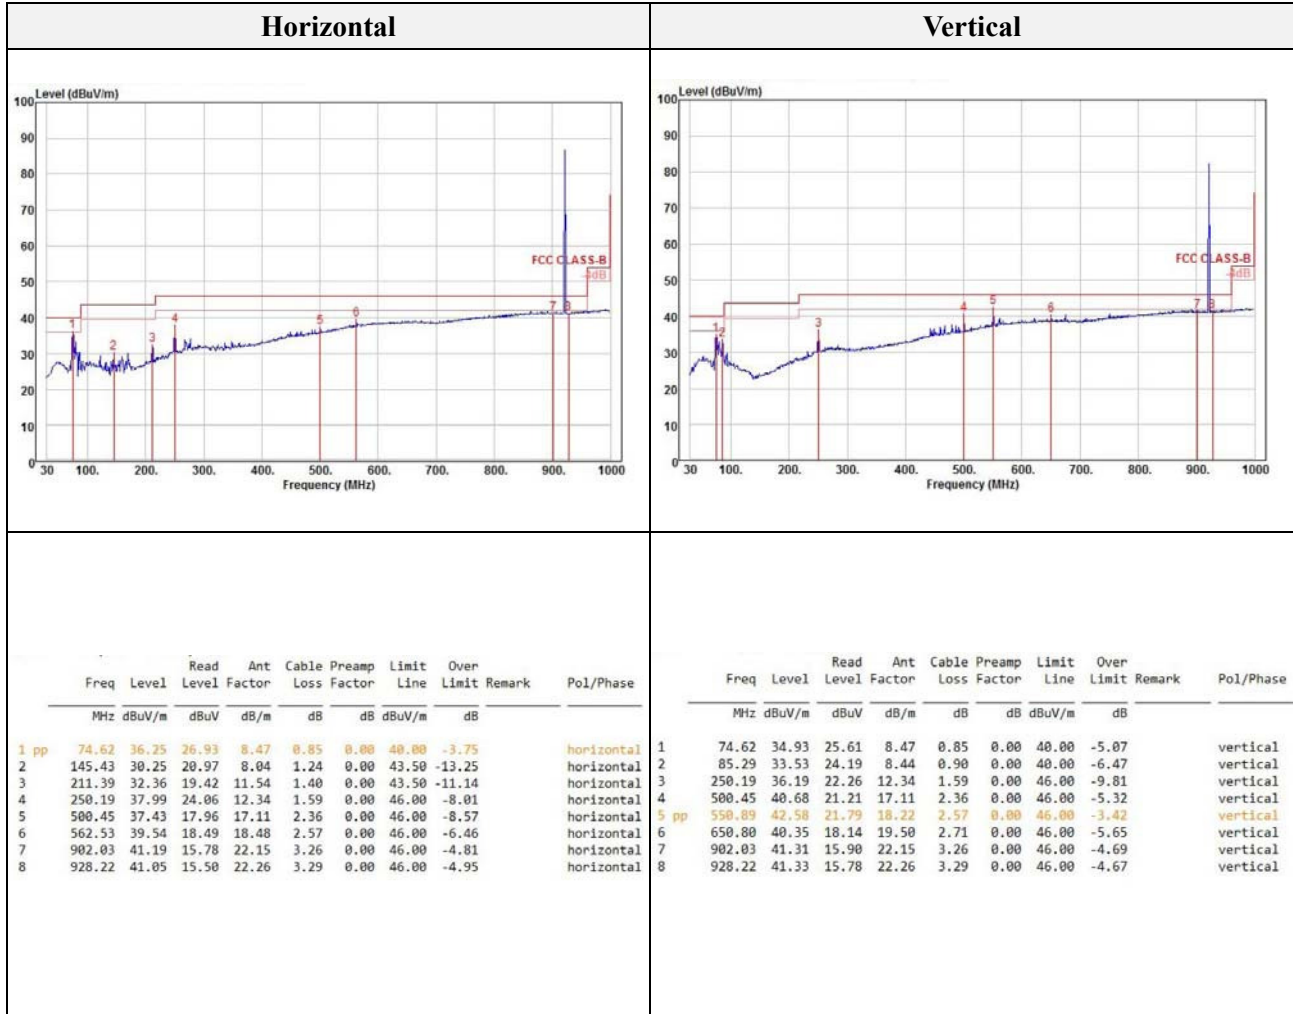 Horizontal
Vertical
Level (dBuV/m)
100
90
80
70
60
50
40
30
20
10
0
FCC CLASS-B
-4dB
1
2
3
4
5
6
7
8
30 100. 200. 300. 400. 500. 600. 700. 800. 900. 1000
Frequency (MHz)
Level (dBuV/m)
100
90
80
70
60
50
40
30
20
10
0
FCC CLASS-B
-4dB
1
2
3
4
5
6
7
8
30 100. 200. 300. 400. 500. 600. 700. 800. 900. 1000
Frequency (MHz)
Read Ant Cable Preamp Limit Over
Freq Level Level Factor Loss Factor Line Limit Remark Pol/Phase
MHz dBuV/m dBuV dB/m dB dB dBuV/m dB
1 pp 74.62 36.25 26.93 8.47 0.85 0.00 40.00 -3.75 horizontal
2 145.43 30.25 20.97 8.04 1.24 0.00 43.50 -13.25 horizontal
3 211.39 32.36 19.42 11.54 1.40 0.00 43.50 -11.14 horizontal
4 250.19 37.99 24.06 12.34 1.59 0.00 46.00 -8.01 horizontal
5 500.45 37.43 17.96 17.11 2.36 0.00 46.00 -8.57 horizontal
6 562.53 39.54 18.49 18.48 2.57 0.00 46.00 -6.46 horizontal
7 902.03 41.19 15.78 22.15 3.26 0.00 46.00 -4.81 horizontal
8 928.22 41.05 15.50 22.26 3.29 0.00 46.00 -4.95 horizontal
Read Ant Cable Preamp Limit Over
Freq Level Level Factor Loss Factor Line Limit Remark Pol/Phase
MHz dBuV/m dBuV dB/m dB dB dBuV/m dB
1 74.62 34.93 25.61 8.47 0.85 0.00 40.00 -5.07 vertical
2 85.29 33.53 24.19 8.44 0.90 0.00 40.00 -6.47 vertical
3 250.19 36.19 22.26 12.34 1.59 0.00 46.00 -9.81 vertical
4 500.45 40.68 21.21 17.11 2.36 0.00 46.00 -5.32 vertical
5 pp 550.89 42.58 21.79 18.22 2.57 0.00 46.00 -3.42 vertical
6 650.80 40.35 18.14 19.50 2.71 0.00 46.00 -5.65 vertical
7 902.03 41.31 15.90 22.15 3.26 0.00 46.00 -4.69 vertical
8 928.22 41.33 15.78 22.26 3.29 0.00 46.00 -4.67 vertical